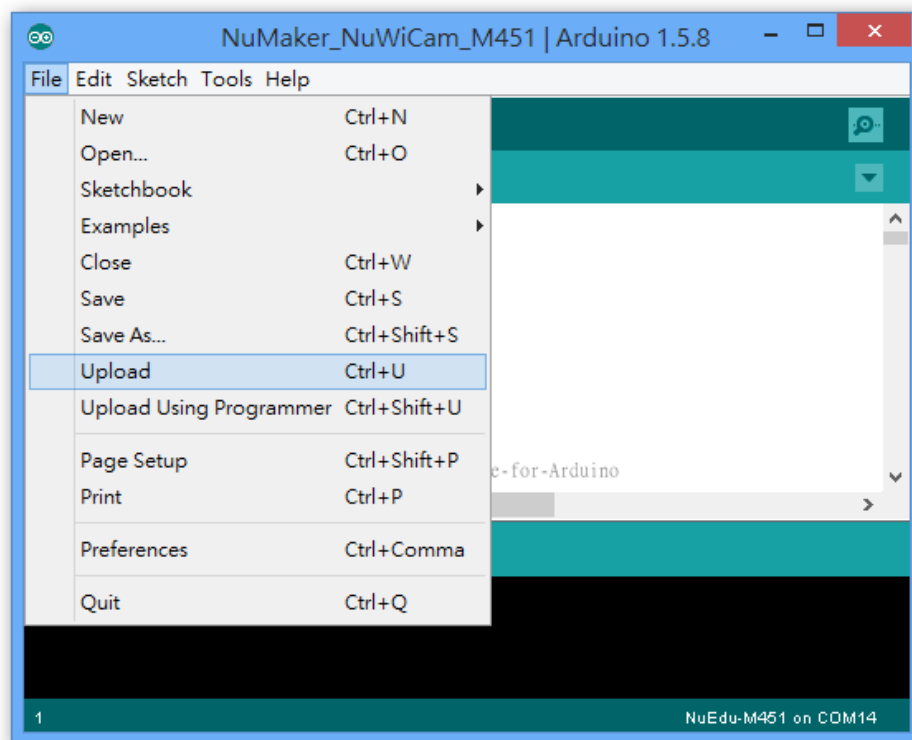 NuMaker_NuWiCam_M451 | Arduino 1.5.8
File Edit Sketch Tools Help
New Ctrl+N
Open... Ctrl+O
Sketchbook
Examples
Close Ctrl+W
Save Ctrl+S
Save As... Ctrl+Shift+S
Upload Ctrl+U
Upload Using Programmer Ctrl+Shift+U
Page Setup Ctrl+Shift+P
e-for-Arduino
Print Ctrl+P
Preferences Ctrl+Comma
Quit Ctrl+Q
1 NuEdu-M451 on COM14